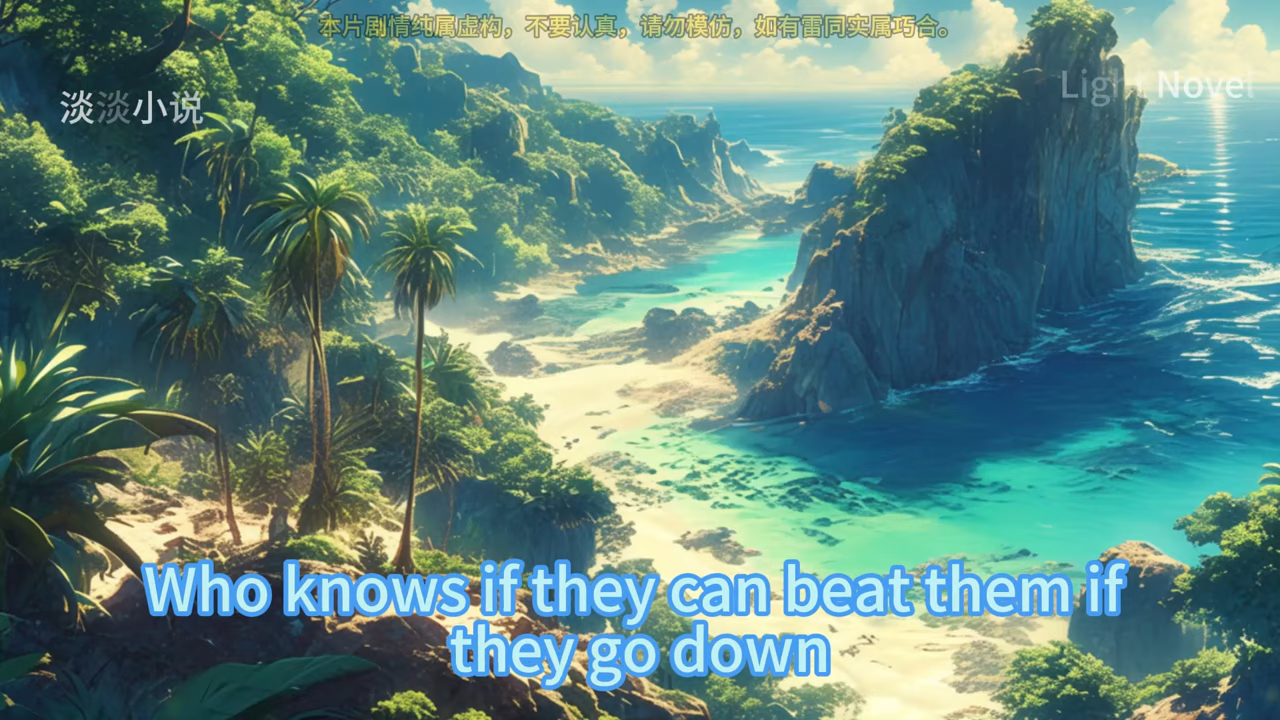 本片剧情纯属虚构，不要认真，请勿模仿，如有雷同实属巧合。
淡淡小说
Light Novel
Who knows if they can beat them if
they go down